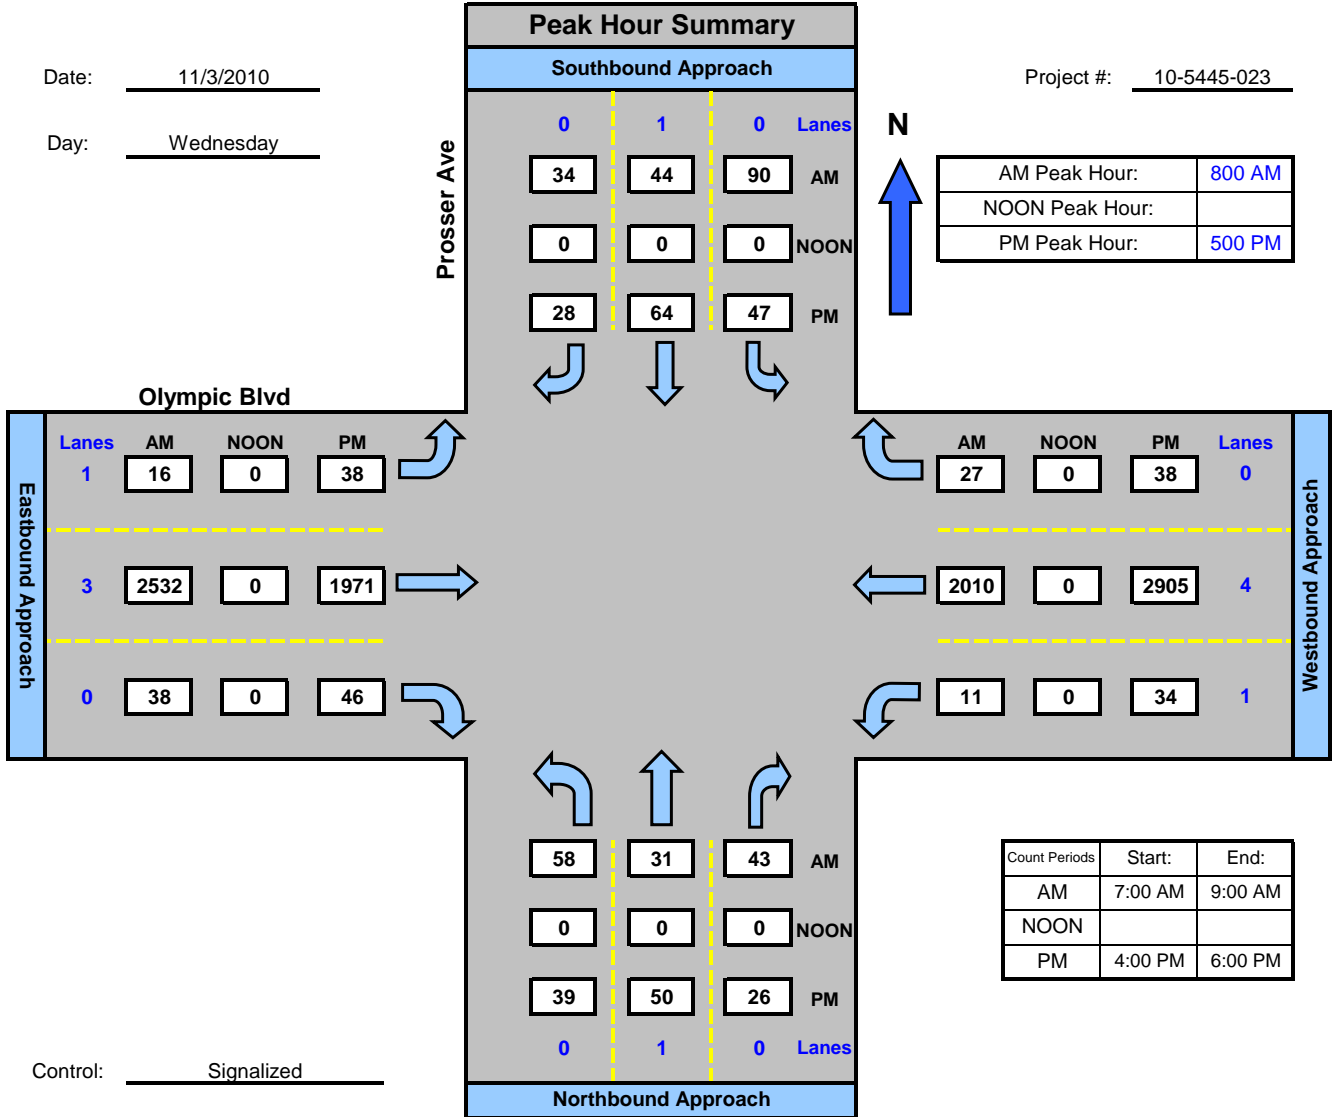 Peak Hour Summary
Southbound Approach
Date: 11/3/2010
Project #: 10-5445-023
Day: Wednesday
Prosser Ave
0 1 0 Lanes
34 44 90 AM
0 0 0 NOON
28 64 47 PM
N
AM Peak Hour: 800 AM
NOON Peak Hour:
PM Peak Hour: 500 PM
Olympic Blvd
Eastbound Approach
Lanes AM NOON PM
1 16 0 38
3 2532 0 1971
0 38 0 46
AM NOON PM Lanes
27 0 38 0
2010 0 2905 4
11 0 34 1
Westbound Approach
58 31 43 AM
0 0 0 NOON
39 50 26 PM
0 1 0 Lanes
Northbound Approach
Count Periods Start: End:
AM 7:00 AM 9:00 AM
NOON
PM 4:00 PM 6:00 PM
Control: Signalized